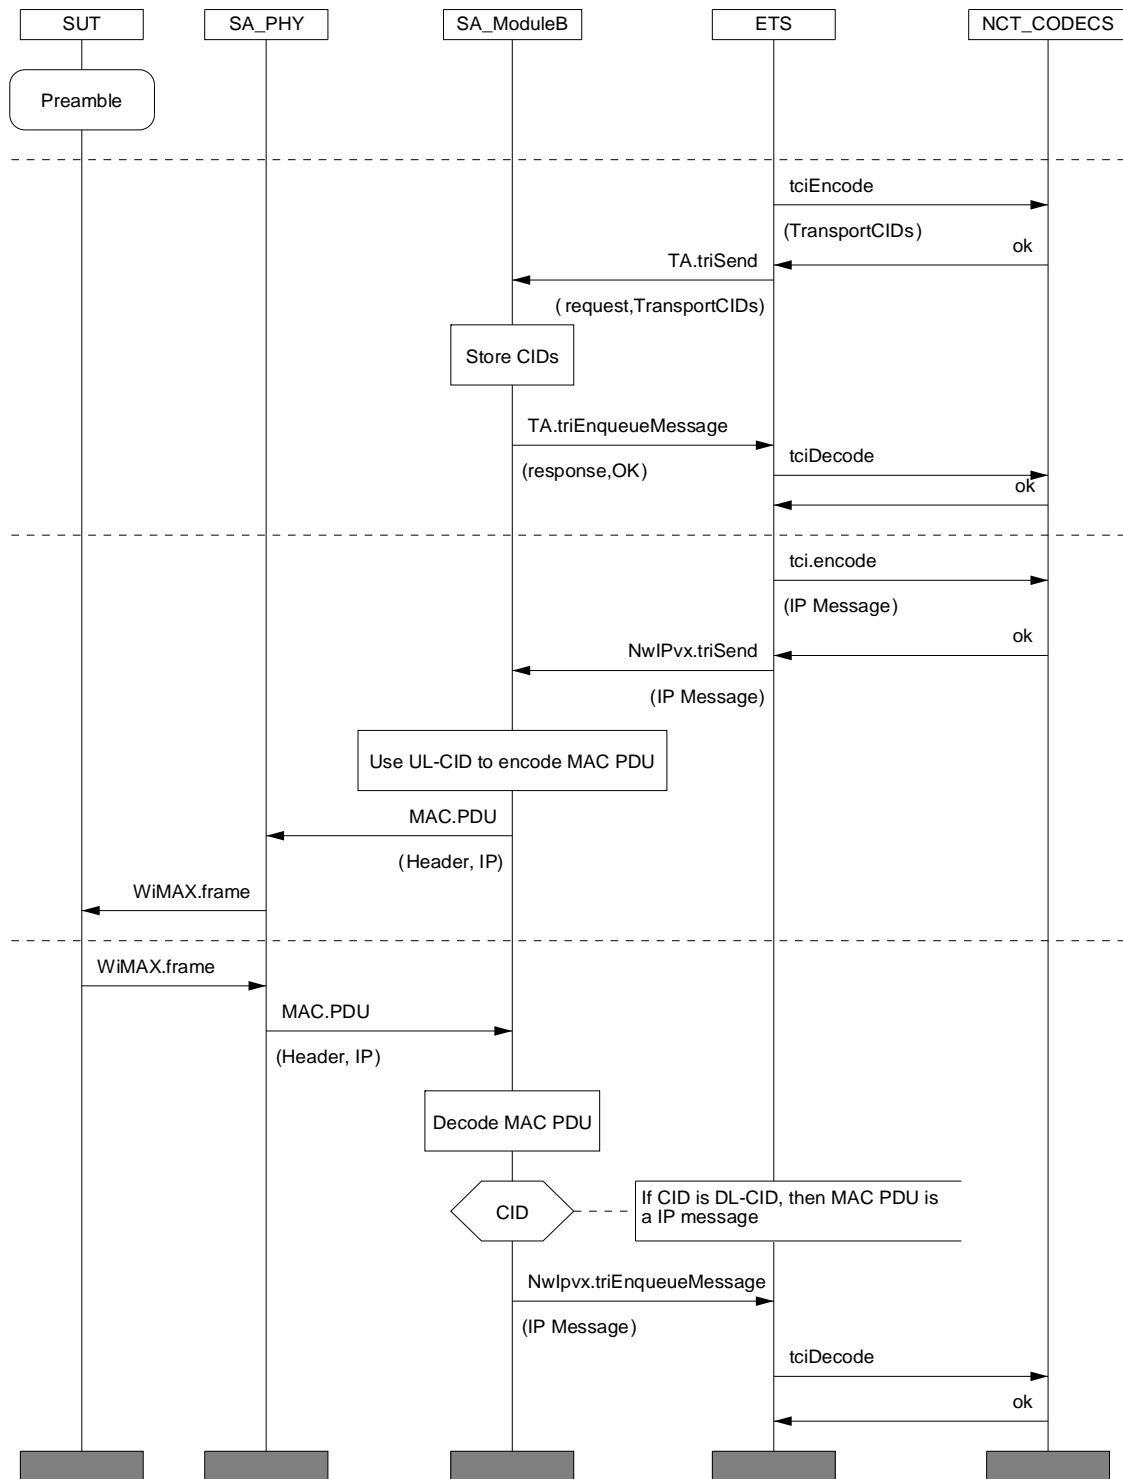 SUT
SA_PHY
SA_ModuleB
ETS
NCT_CODECS
Preamble
tciEncode
(TransportCIDs)
ok
TA.triSend
( request,TransportCIDs)
Store CIDs
TA.triEnqueueMessage
(response,OK)
tciDecode
ok
tci.encode
(IP Message)
ok
NwIPvx.triSend
(IP Message)
Use UL-CID to encode MAC PDU
MAC.PDU
(Header, IP)
WiMAX.frame
WiMAX.frame
MAC.PDU
(Header, IP)
Decode MAC PDU
CID
If CID is DL-CID, then MAC PDU is
a IP message
NwIpvx.triEnqueueMessage
(IP Message)
tciDecode
ok